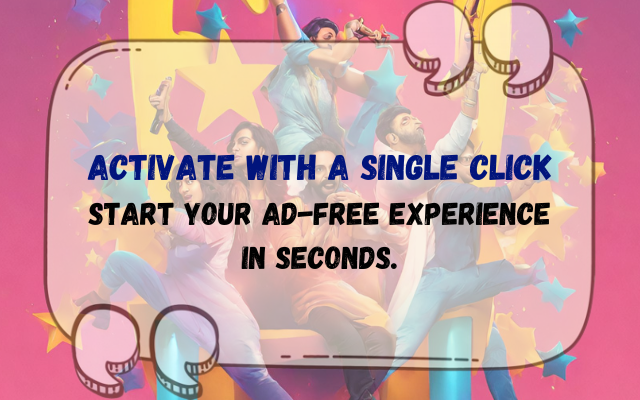 ACTIVATE WITH A SINGLE CLICK
START YOUR AD-FREE EXPERIENCE
IN SECONDS.